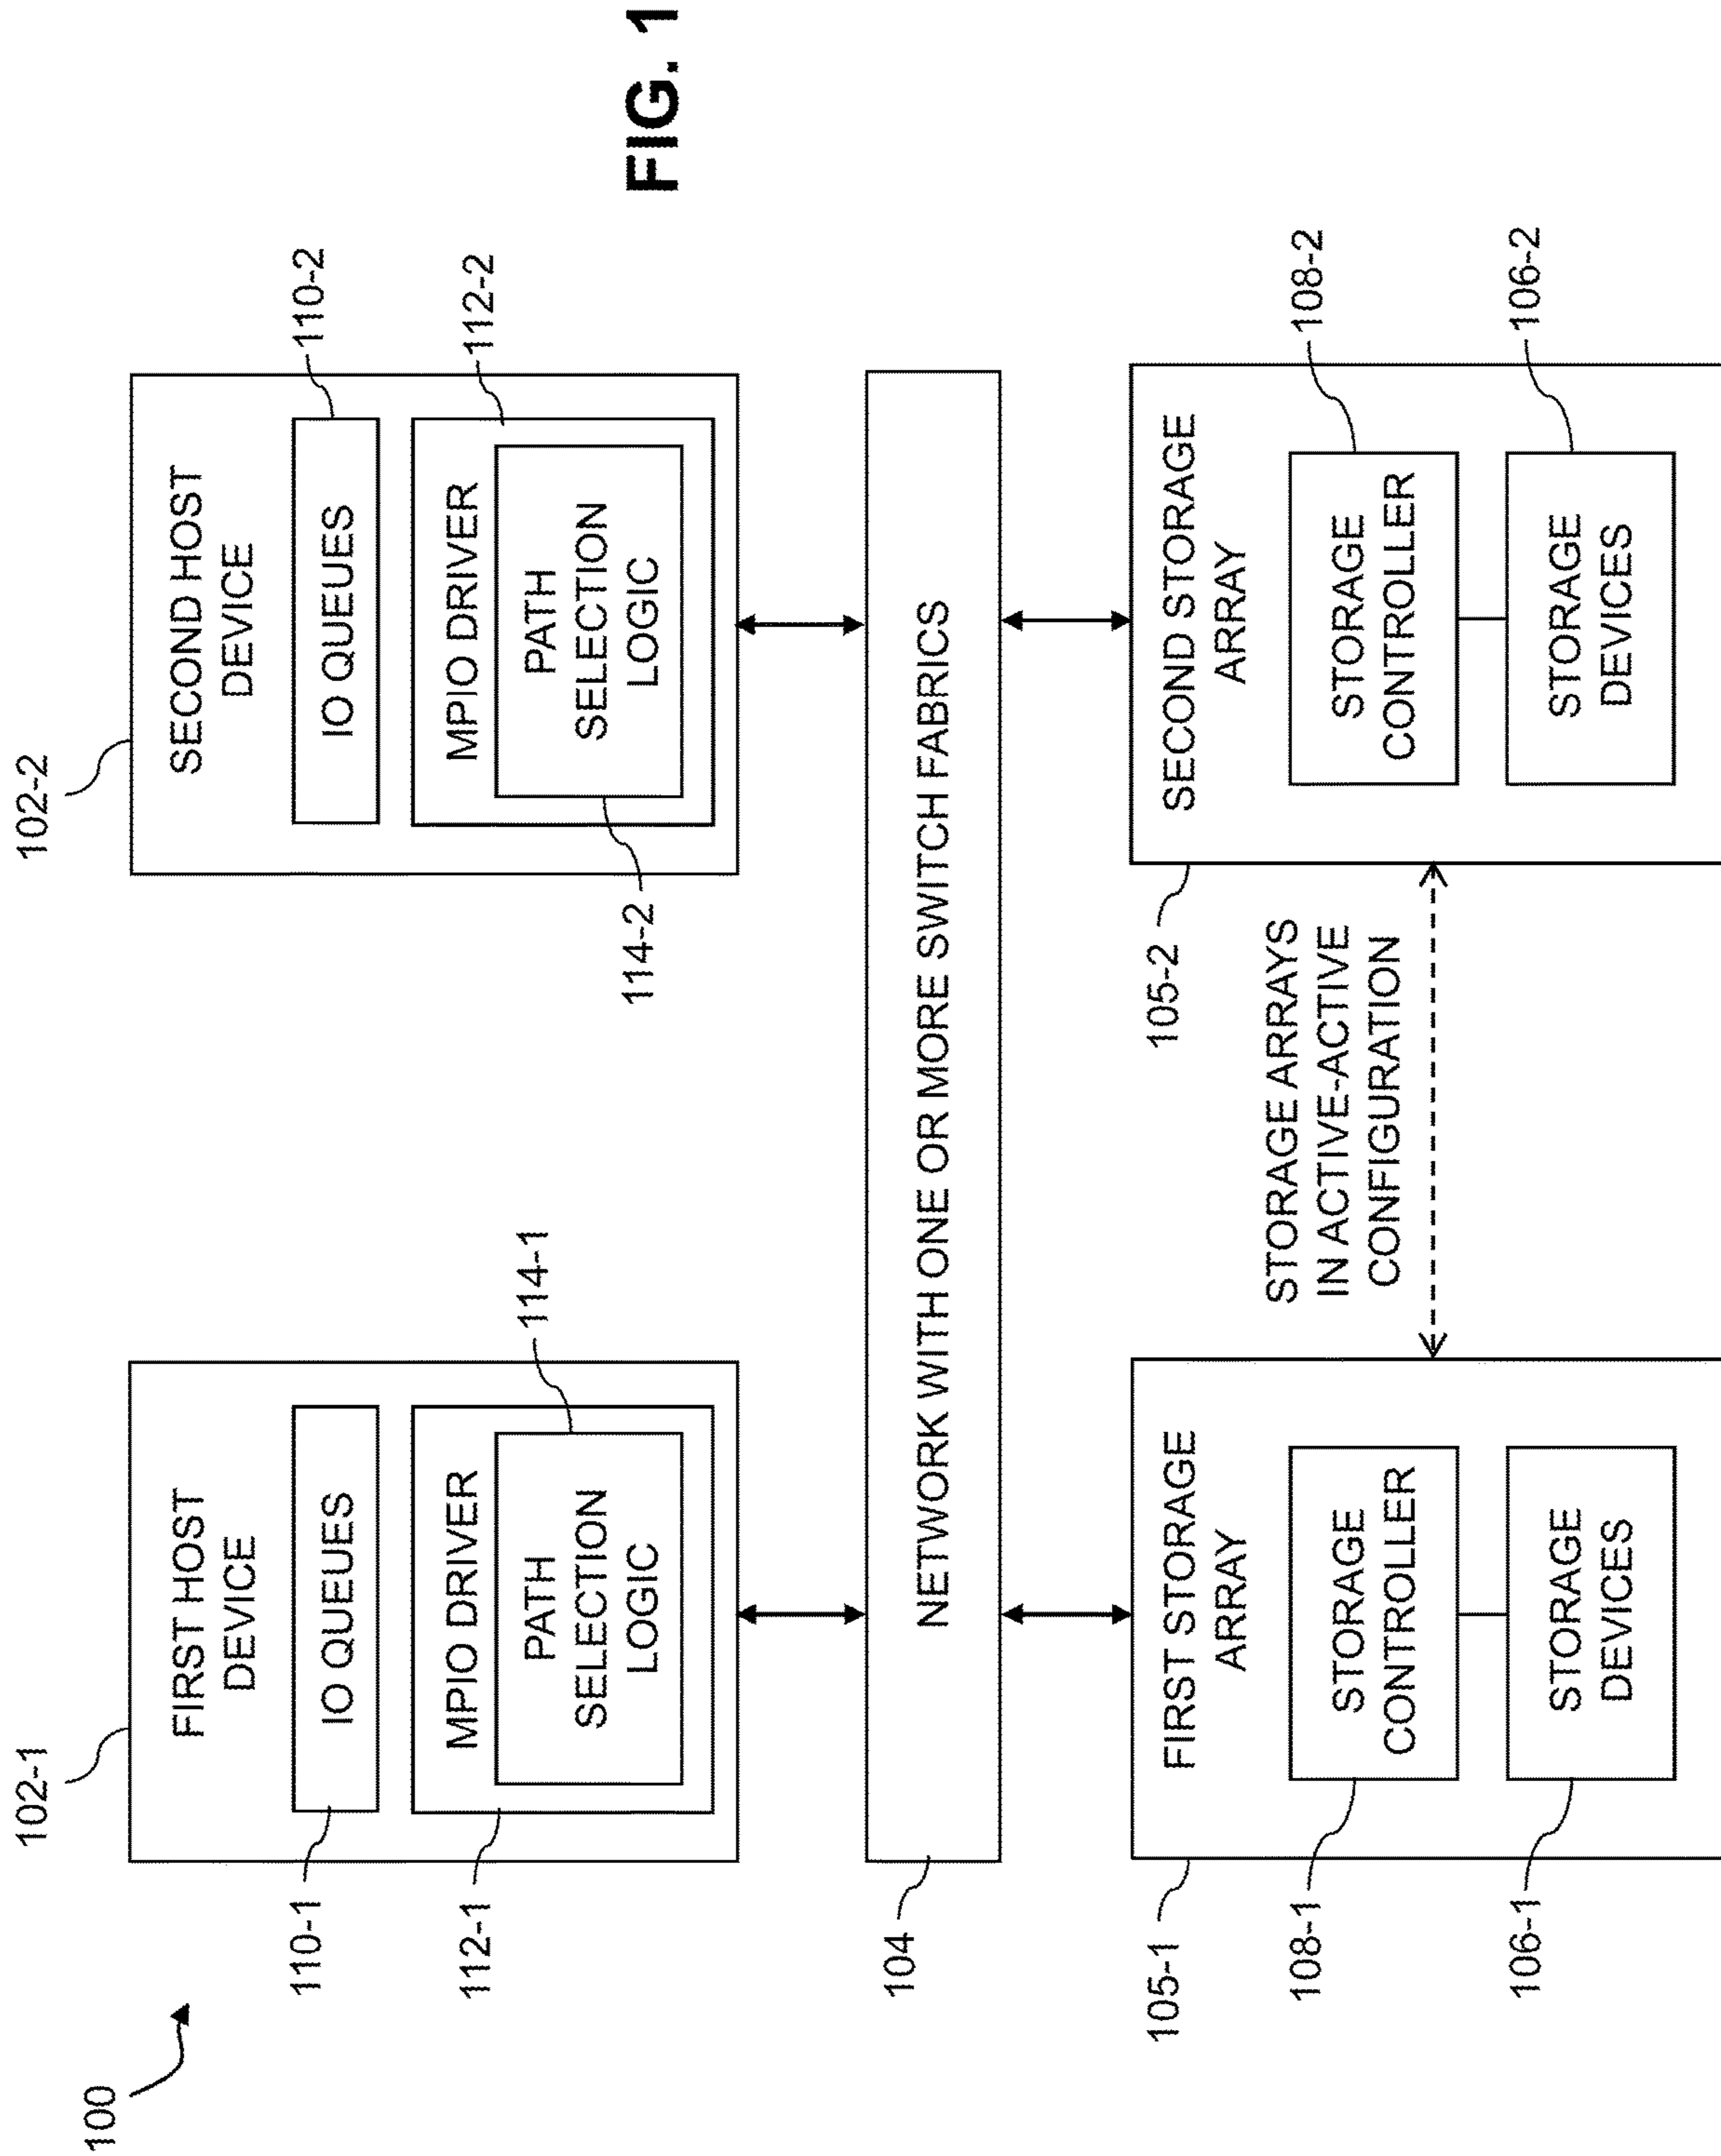 100
102-1
FIRST HOST
DEVICE
110-1
IO QUEUES
112-1
MPIO DRIVER
PATH
SELECTION
LOGIC
114-1
102-2
SECOND HOST
DEVICE
IO QUEUES
110-2
MPIO DRIVER
112-2
PATH
SELECTION
LOGIC
114-2
104
NETWORK WITH ONE OR MORE SWITCH FABRICS
105-1
FIRST STORAGE
ARRAY
108-1
STORAGE
CONTROLLER
106-1
STORAGE
DEVICES
STORAGE ARRAYS
IN ACTIVE-ACTIVE
CONFIGURATION
105-2
SECOND STORAGE
ARRAY
STORAGE
CONTROLLER
108-2
STORAGE
DEVICES
106-2
FIG. 1